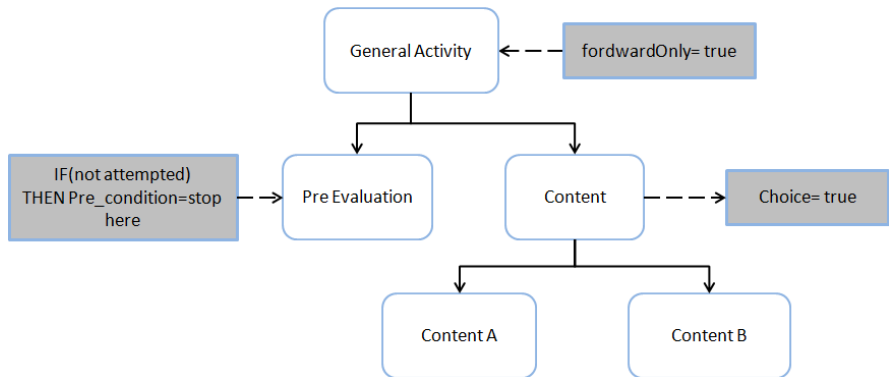 General Activity
fordwardOnly= true
IF(not attempted)
THEN Pre_condition=stop
here
Pre Evaluation
Content
Choice= true
Content A
Content B